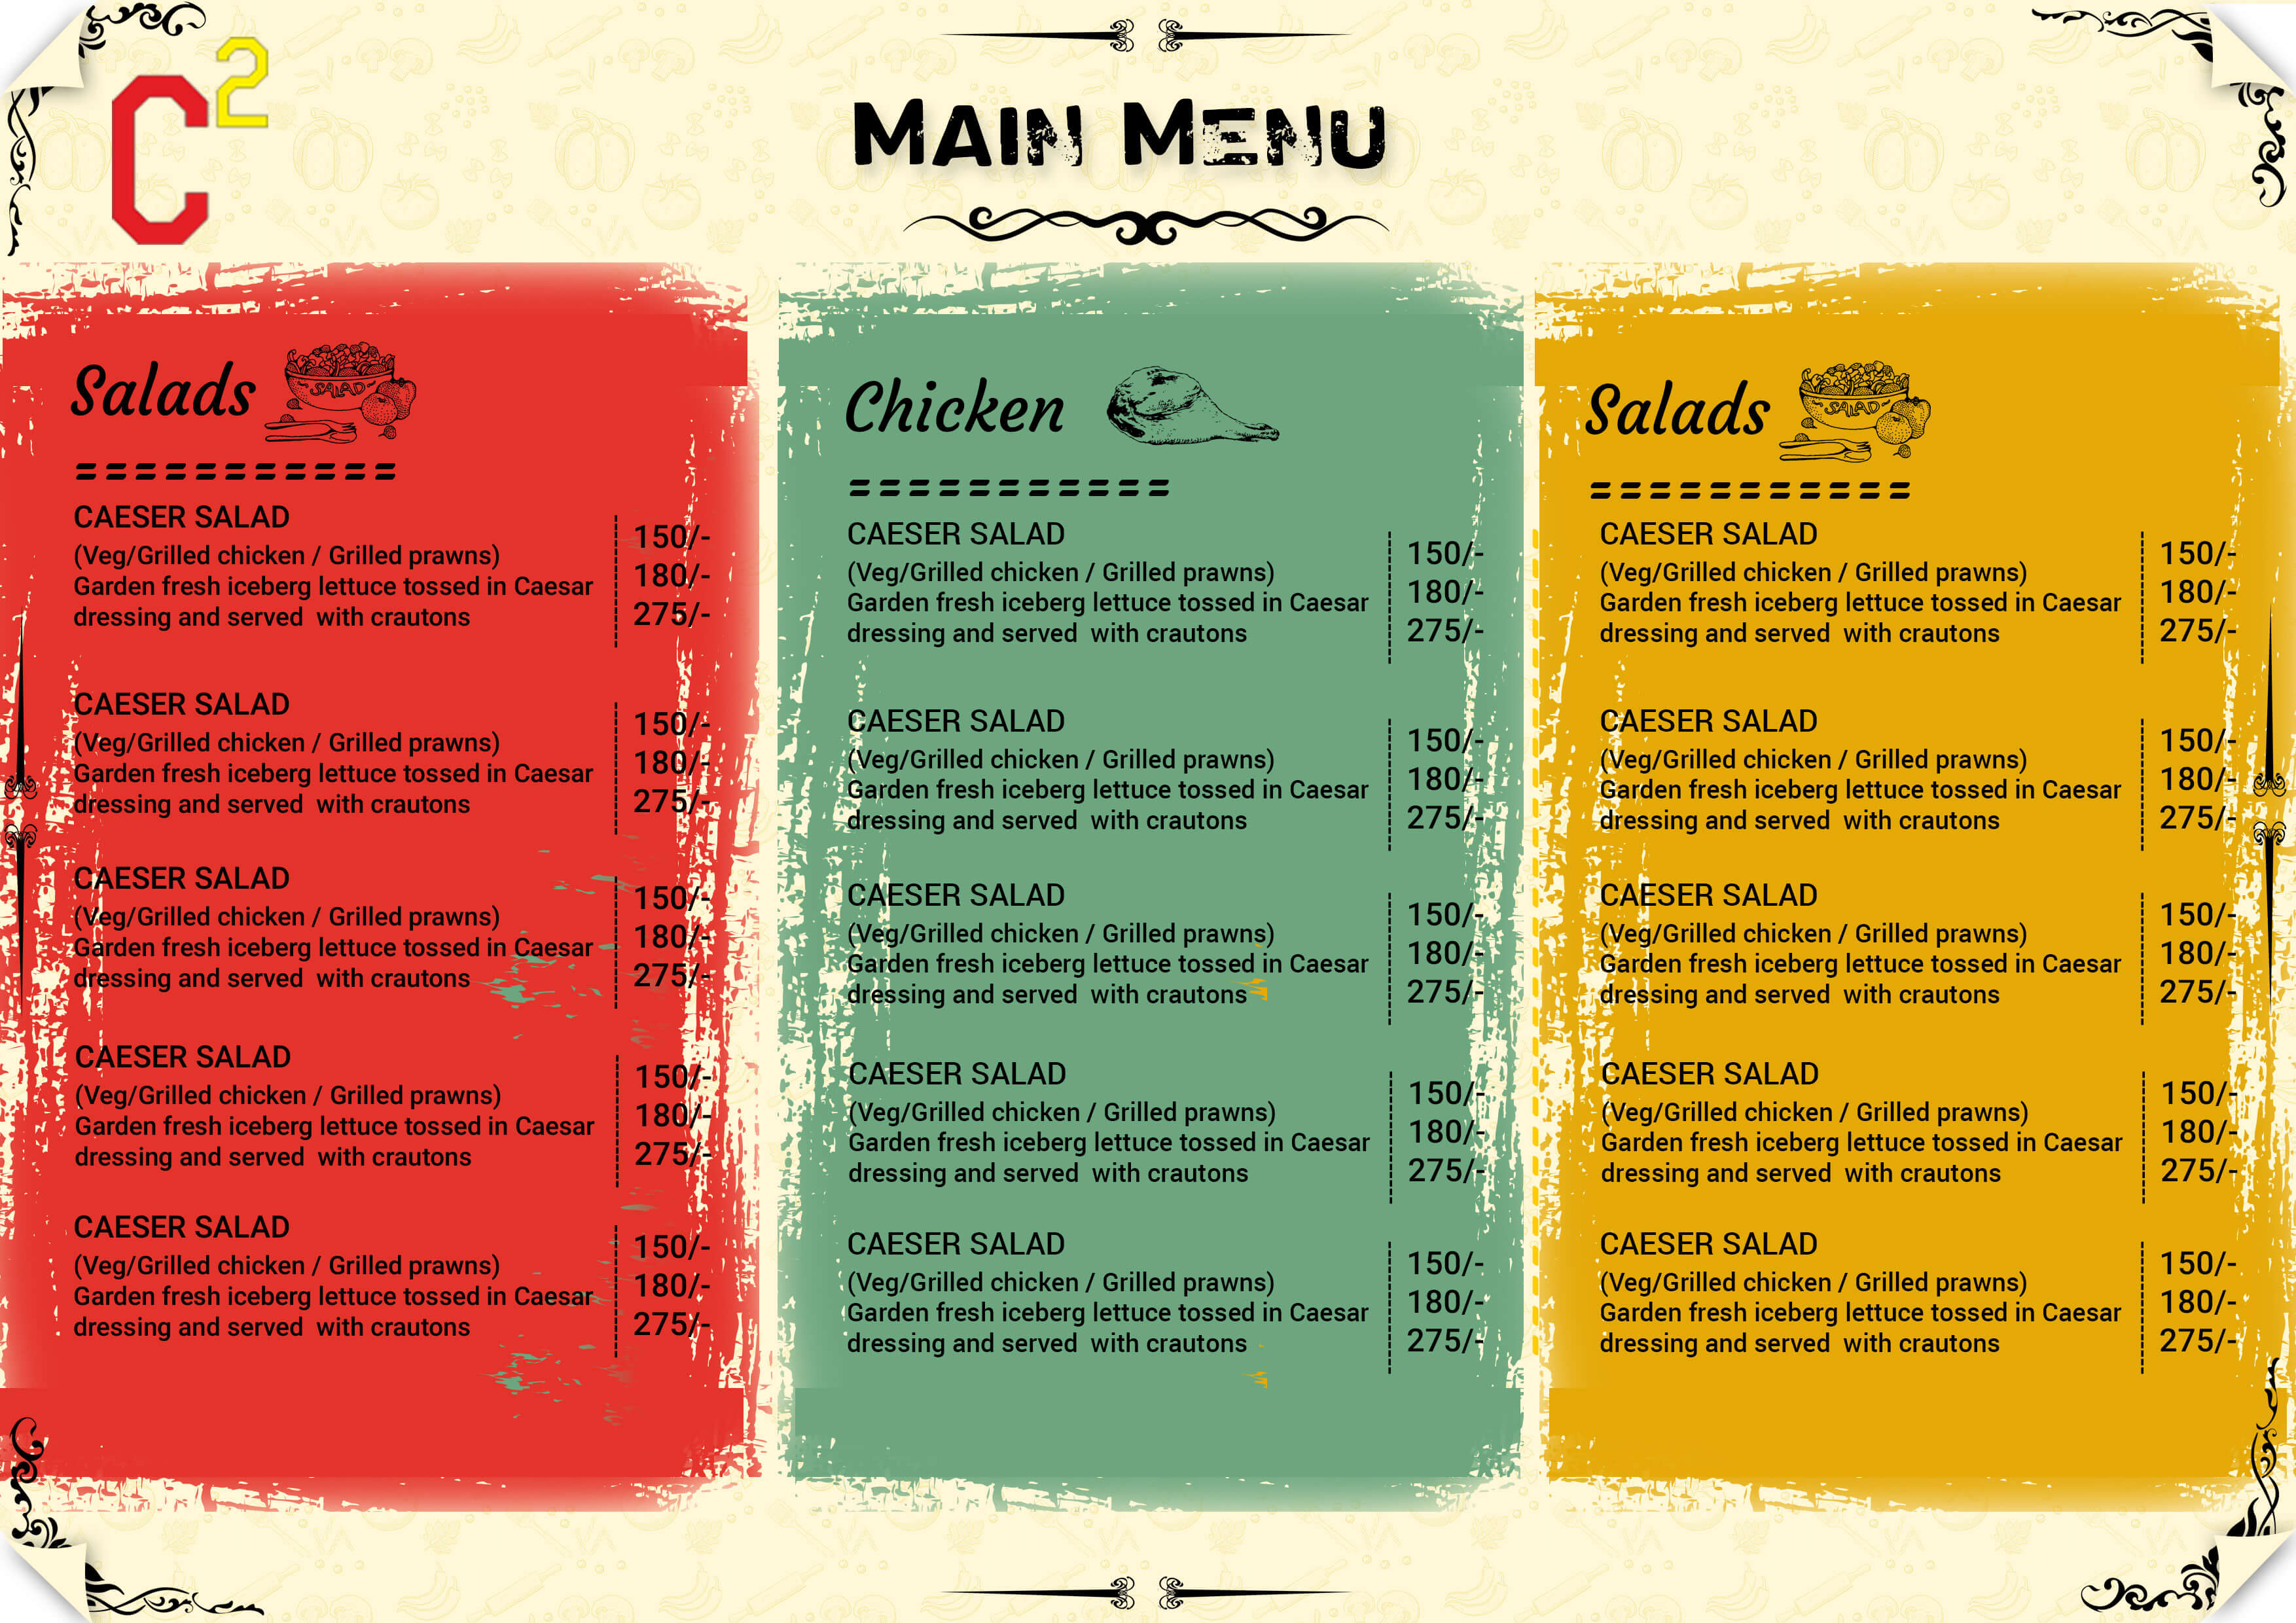 C2
MAIN MENU
Salads
SALAD
===========
CAESER SALAD
(Veg/Grilled chicken / Grilled prawns)
Garden fresh iceberg lettuce tossed in Caesar
dressing and served  with crautons
150/-
180/-
275/-
CAESER SALAD
(Veg/Grilled chicken / Grilled prawns)
Garden fresh iceberg lettuce tossed in Caesar
dressing and served  with crautons
150/-
180/-
275/-
CAESER SALAD
(Veg/Grilled chicken / Grilled prawns)
Garden fresh iceberg lettuce tossed in Caesar
dressing and served  with crautons
150/-
180/-
275/-
CAESER SALAD
(Veg/Grilled chicken / Grilled prawns)
Garden fresh iceberg lettuce tossed in Caesar
dressing and served  with crautons
150/-
180/-
275/-
CAESER SALAD
(Veg/Grilled chicken / Grilled prawns)
Garden fresh iceberg lettuce tossed in Caesar
dressing and served  with crautons
150/-
180/-
275/-
Chicken
===========
CAESER SALAD
(Veg/Grilled chicken / Grilled prawns)
Garden fresh iceberg lettuce tossed in Caesar
dressing and served  with crautons
150/-
180/-
275/-
CAESER SALAD
(Veg/Grilled chicken / Grilled prawns)
Garden fresh iceberg lettuce tossed in Caesar
dressing and served  with crautons
150/-
180/-
275/-
CAESER SALAD
(Veg/Grilled chicken / Grilled prawns)
Garden fresh iceberg lettuce tossed in Caesar
dressing and served  with crautons
150/-
180/-
275/-
CAESER SALAD
(Veg/Grilled chicken / Grilled prawns)
Garden fresh iceberg lettuce tossed in Caesar
dressing and served  with crautons
150/-
180/-
275/-
CAESER SALAD
(Veg/Grilled chicken / Grilled prawns)
Garden fresh iceberg lettuce tossed in Caesar
dressing and served  with crautons
150/-
180/-
275/-
Salads
SALAD
===========
CAESER SALAD
(Veg/Grilled chicken / Grilled prawns)
Garden fresh iceberg lettuce tossed in Caesar
dressing and served  with crautons
150/-
180/-
275/-
CAESER SALAD
(Veg/Grilled chicken / Grilled prawns)
Garden fresh iceberg lettuce tossed in Caesar
dressing and served  with crautons
150/-
180/-
275/-
CAESER SALAD
(Veg/Grilled chicken / Grilled prawns)
Garden fresh iceberg lettuce tossed in Caesar
dressing and served  with crautons
150/-
180/-
275/-
CAESER SALAD
(Veg/Grilled chicken / Grilled prawns)
Garden fresh iceberg lettuce tossed in Caesar
dressing and served  with crautons
150/-
180/-
275/-
CAESER SALAD
(Veg/Grilled chicken / Grilled prawns)
Garden fresh iceberg lettuce tossed in Caesar
dressing and served  with crautons
150/-
180/-
275/-